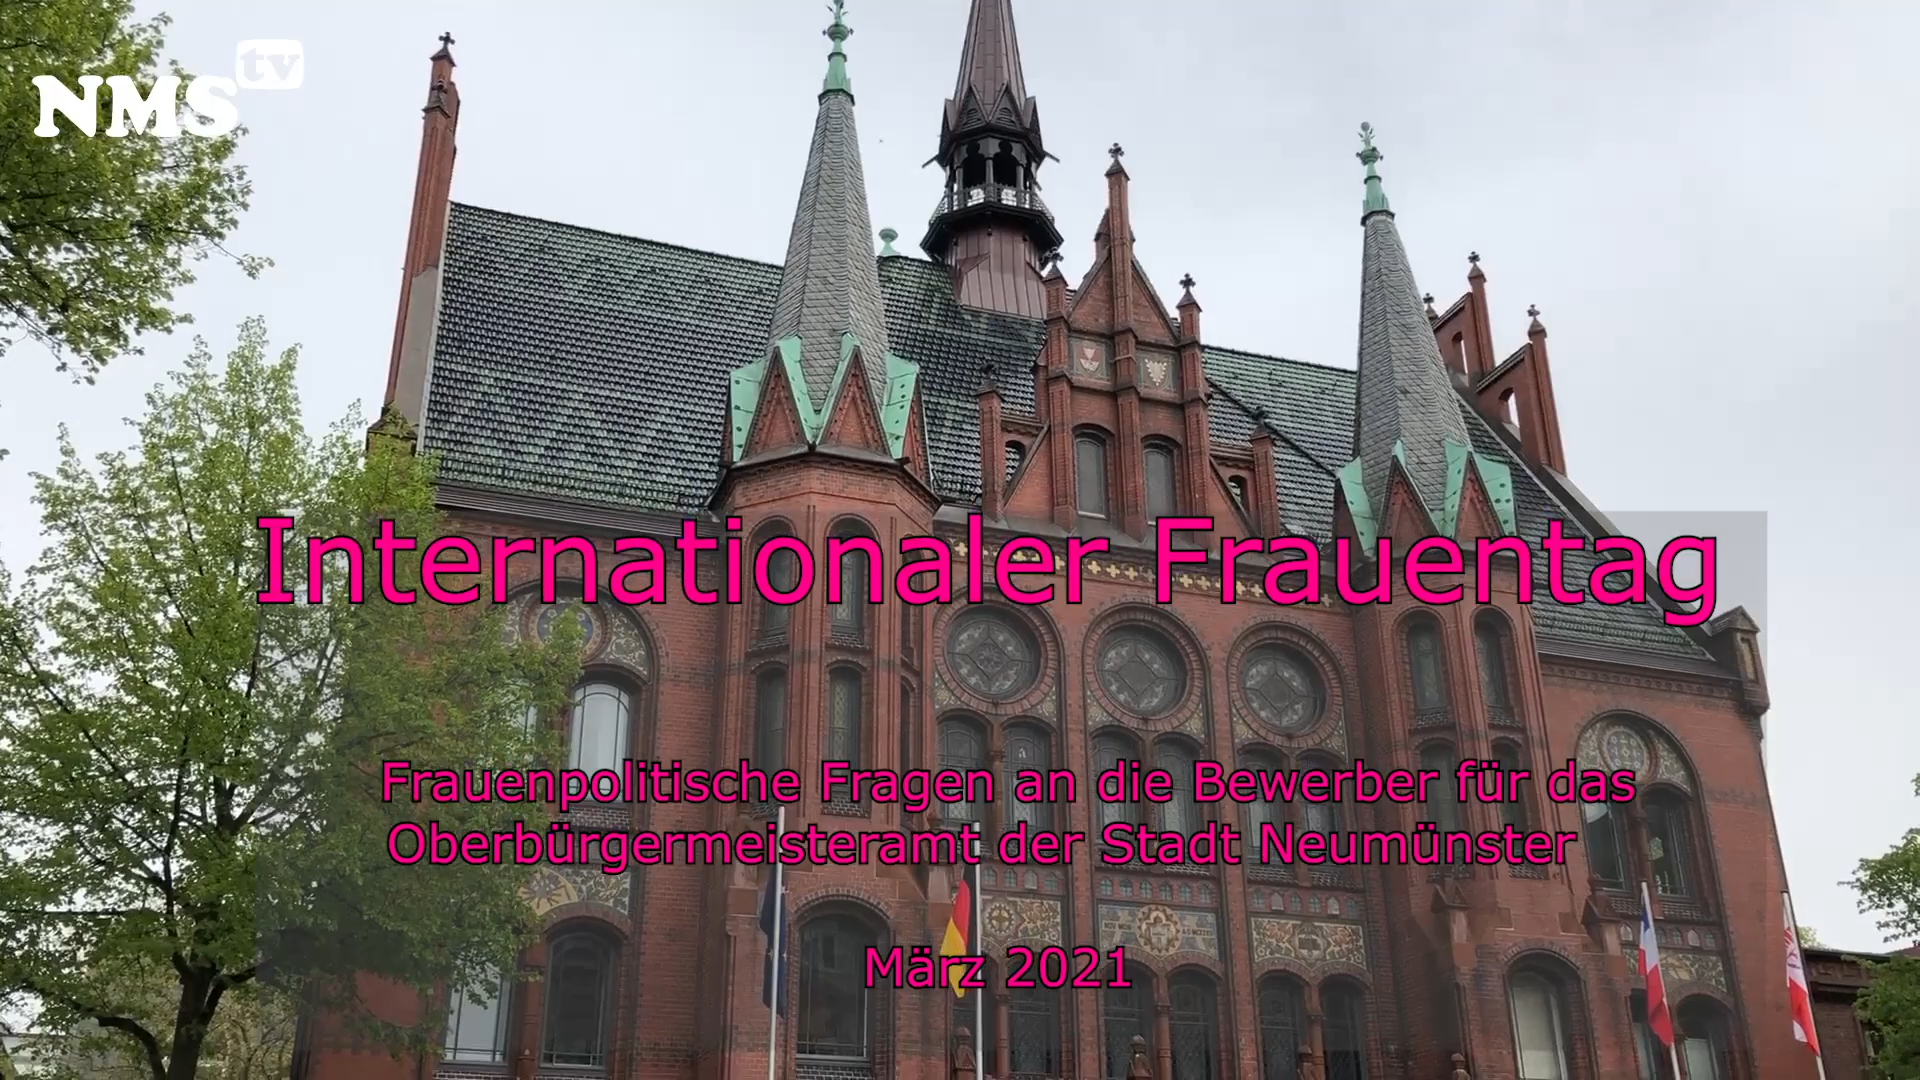 NMS tv
Internationaler Frauentag
Frauenpolitische Fragen an die Bewerber für das
Oberbürgermeisteramt der Stadt Neumünster
März 2021